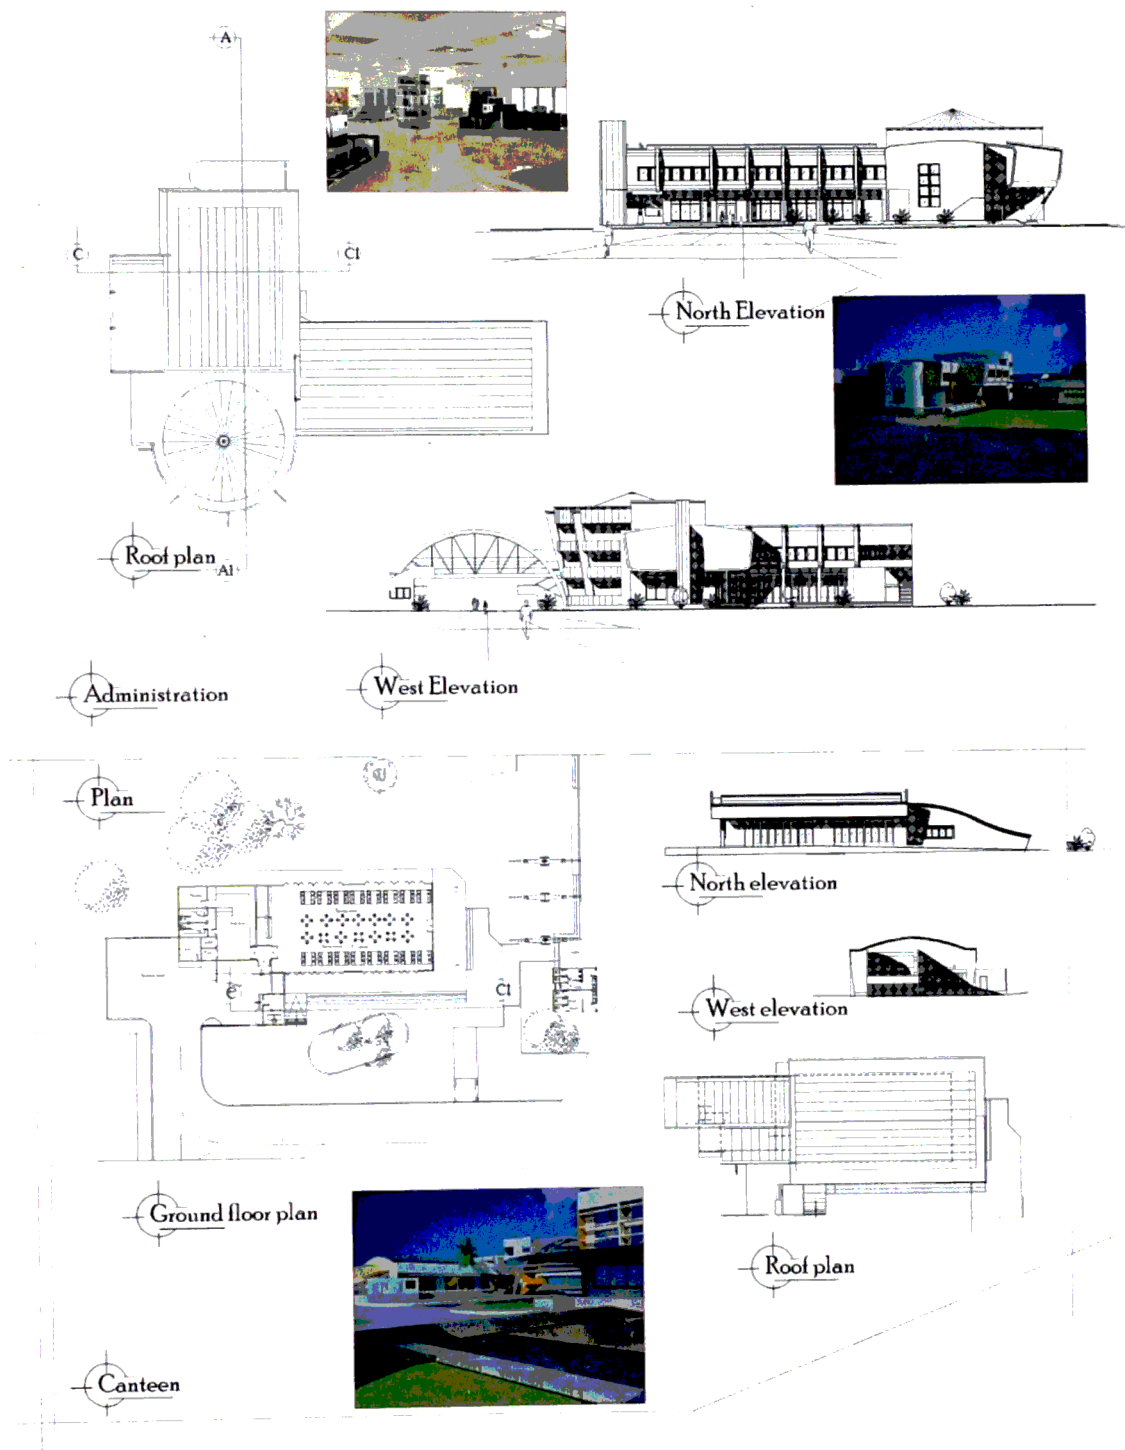 A
C
C1
North Elevation
Roof plan
A1
Administration
West Elevation
Plan
North elevation
C
C1
West elevation
Ground floor plan
Roof plan
Canteen